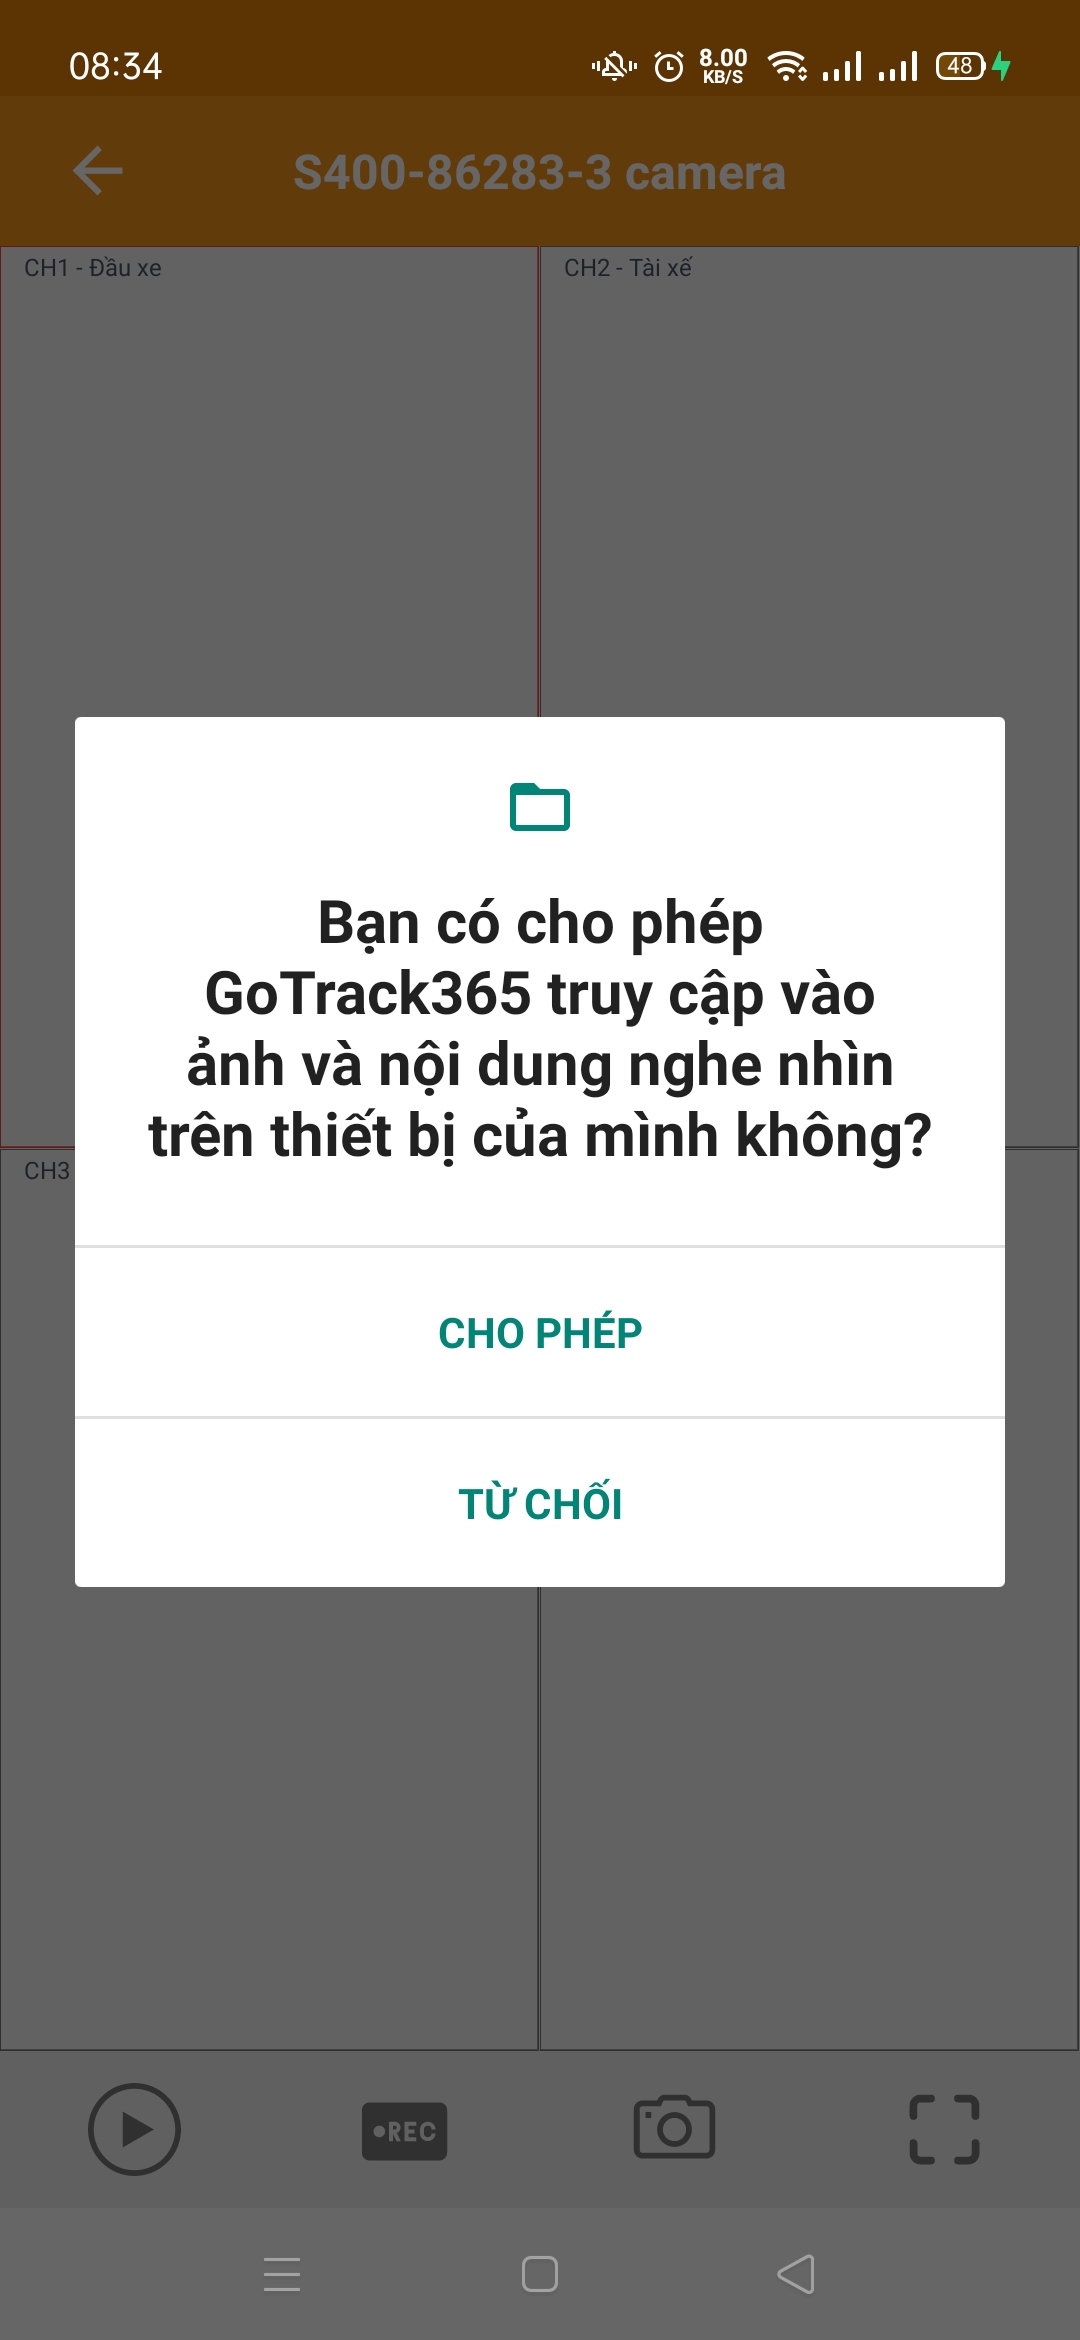 08:34
8.00
KB/S
48
S400-86283-3 camera
CH1 - Đầu xe
CH2 - Tài xế
Bạn có cho phép
GoTrack365 truy cập vào
ảnh và nội dung nghe nhìn
trên thiết bị của mình không?
CH3
CHO PHÉP
TỪ CHỐI
REC